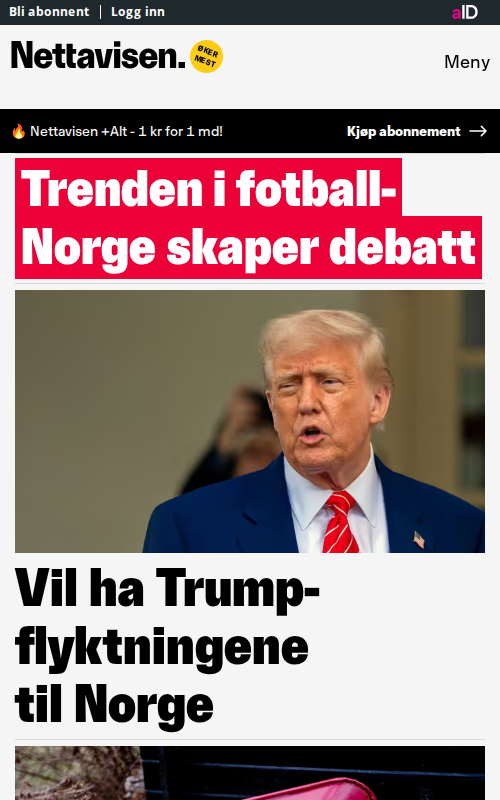 Bli abonnent | Logg inn
aID
Nettavisen.
ØKER
MEST
Meny
🔥 Nettavisen +Alt - 1 kr for 1 md!
Kjøp abonnement →
Trenden i fotball-
Norge skaper debatt
Vil ha Trump-
flyktningene
til Norge